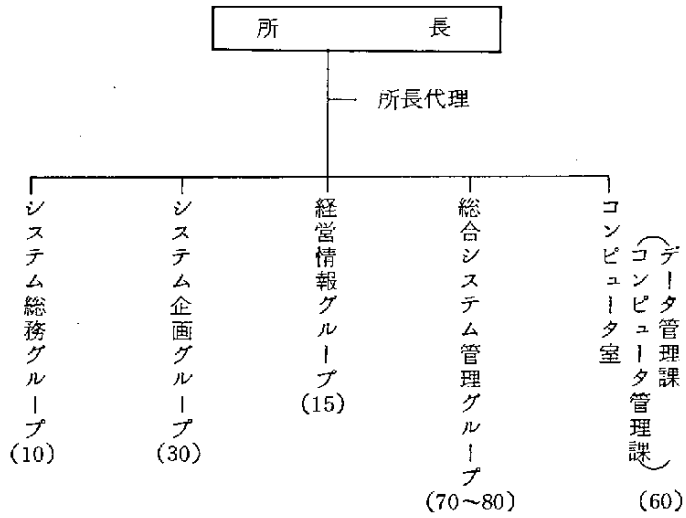 所長
所長代理
システム総務グループ
(10)
システム企画グループ
(30)
経営情報グループ
(15)
総合システム管理グループ
(70~80)
コンピュータ室
(データ管理課
コンピュータ管理課)
(60)